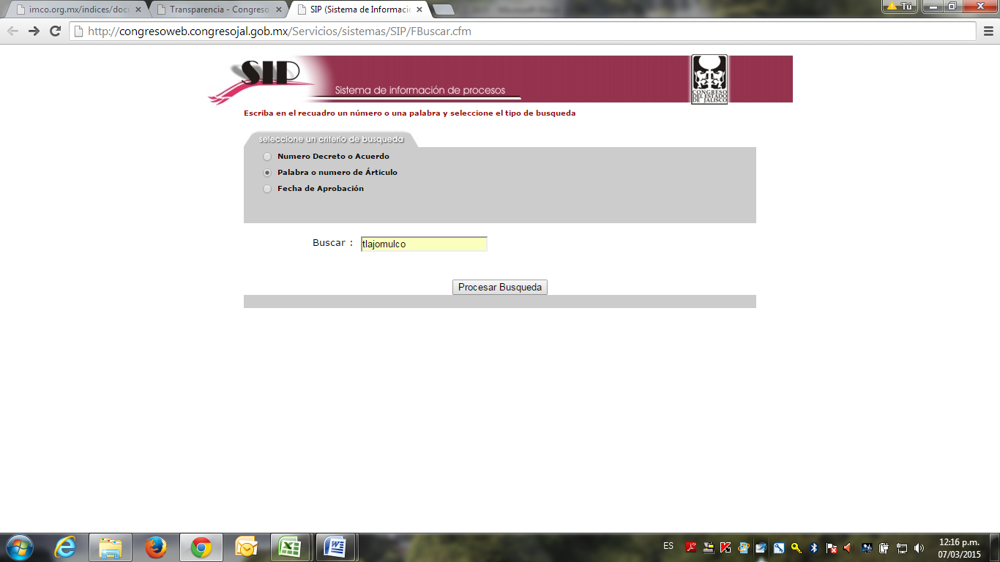 imco.org.mx/indices/docu
Transparencia - Congreso
SIP (Sistema de Informació
Tú
http://congresoweb.congresojal.gob.mx/Servicios/sistemas/SIP/FBuscar.cfm
SIP
Sistema de información de procesos
CONGRESO
DEL ESTADO
DE JALISCO
Escriba en el recuadro un número o una palabra y seleccione el tipo de busqueda
seleccione un criterio de busqueda
Numero Decreto o Acuerdo
Palabra o numero de Árticulo
Fecha de Aprobación
Buscar :
tlajomulco
Procesar Busqueda
ES
12:16 p.m.
07/03/2015